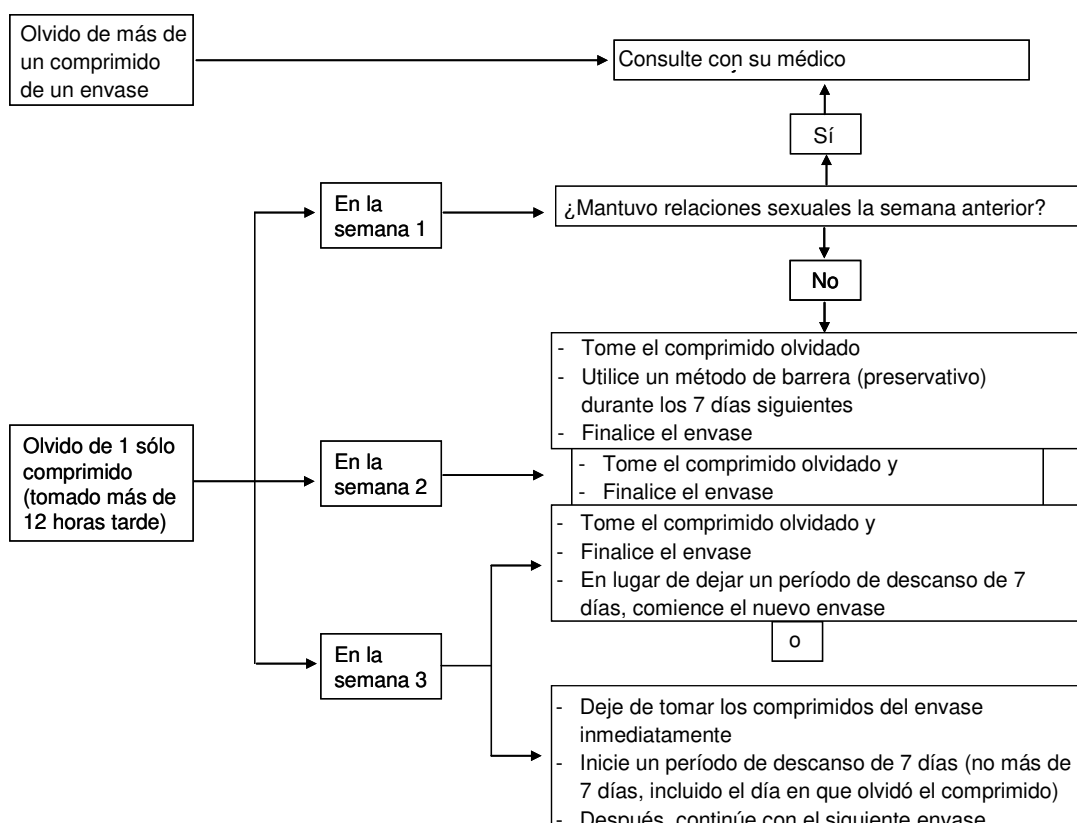 Olvido de más de
un comprimido
de un envase
Consulte con su médico
Sí
En la
semana 1
¿Mantuvo relaciones sexuales la semana anterior?
No
- Tome el comprimido olvidado
- Utilice un método de barrera (preservativo)
durante los 7 días siguientes
- Finalice el envase
Olvido de 1 sólo
comprimido
(tomado más de
12 horas tarde)
En la
semana 2
- Tome el comprimido olvidado y
- Finalice el envase
- Tome el comprimido olvidado y
- Finalice el envase
- En lugar de dejar un período de descanso de 7
días, comience el nuevo envase
o
En la
semana 3
- Deje de tomar los comprimidos del envase
inmediatamente
- Inicie un período de descanso de 7 días (no más de
7 días, incluido el día en que olvidó el comprimido)
- Después, continúe con el siguiente envase